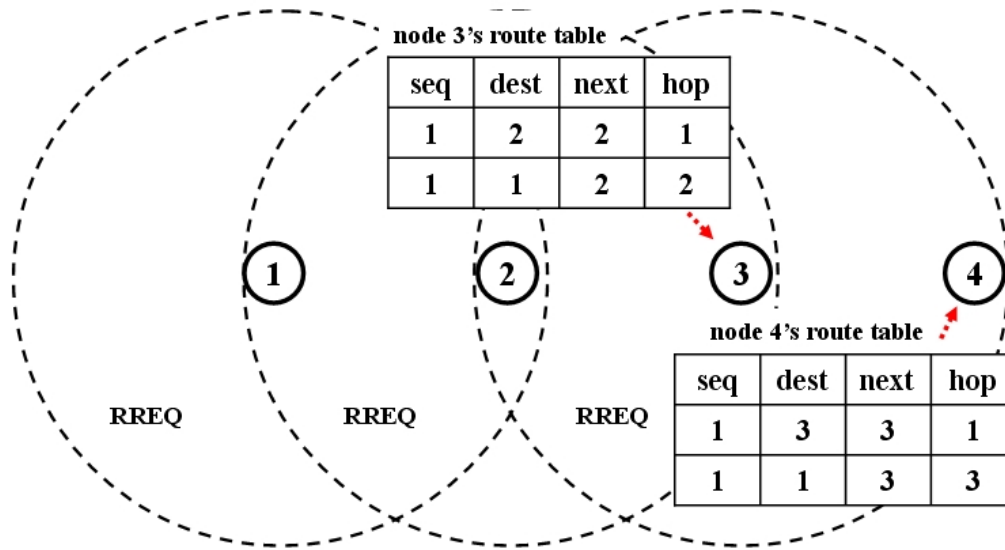 node 3’s route table
seq dest next hop
1 2 2 1
1 1 2 2
1 2 3 4
node 4’s route table
seq dest next hop
RREQ RREQ RREQ
1 3 3 1
1 1 3 3